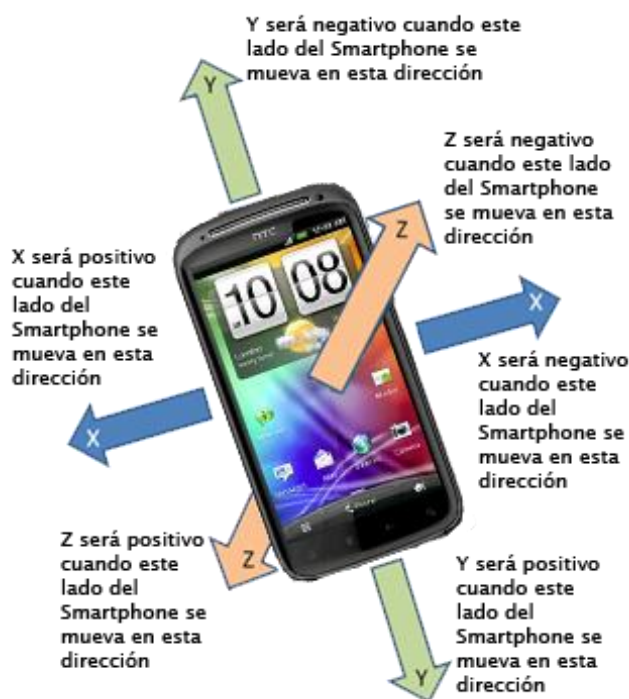 Y será negativo cuando este
lado del Smartphone se
mueva en esta dirección
Y
Z será negativo
cuando este lado
del Smartphone
se mueva en esta
dirección
Z
hTC
10 08
X será positivo
cuando este
lado del
Smartphone se
mueva en esta
dirección
X
X
X será negativo
cuando este
lado del
Smartphone se
mueva en esta
dirección
Z será positivo
cuando este
lado del
Smartphone se
mueva en esta
dirección
Z
Y será positivo
cuando este
lado del
Smartphone se
mueva en esta
dirección
Y